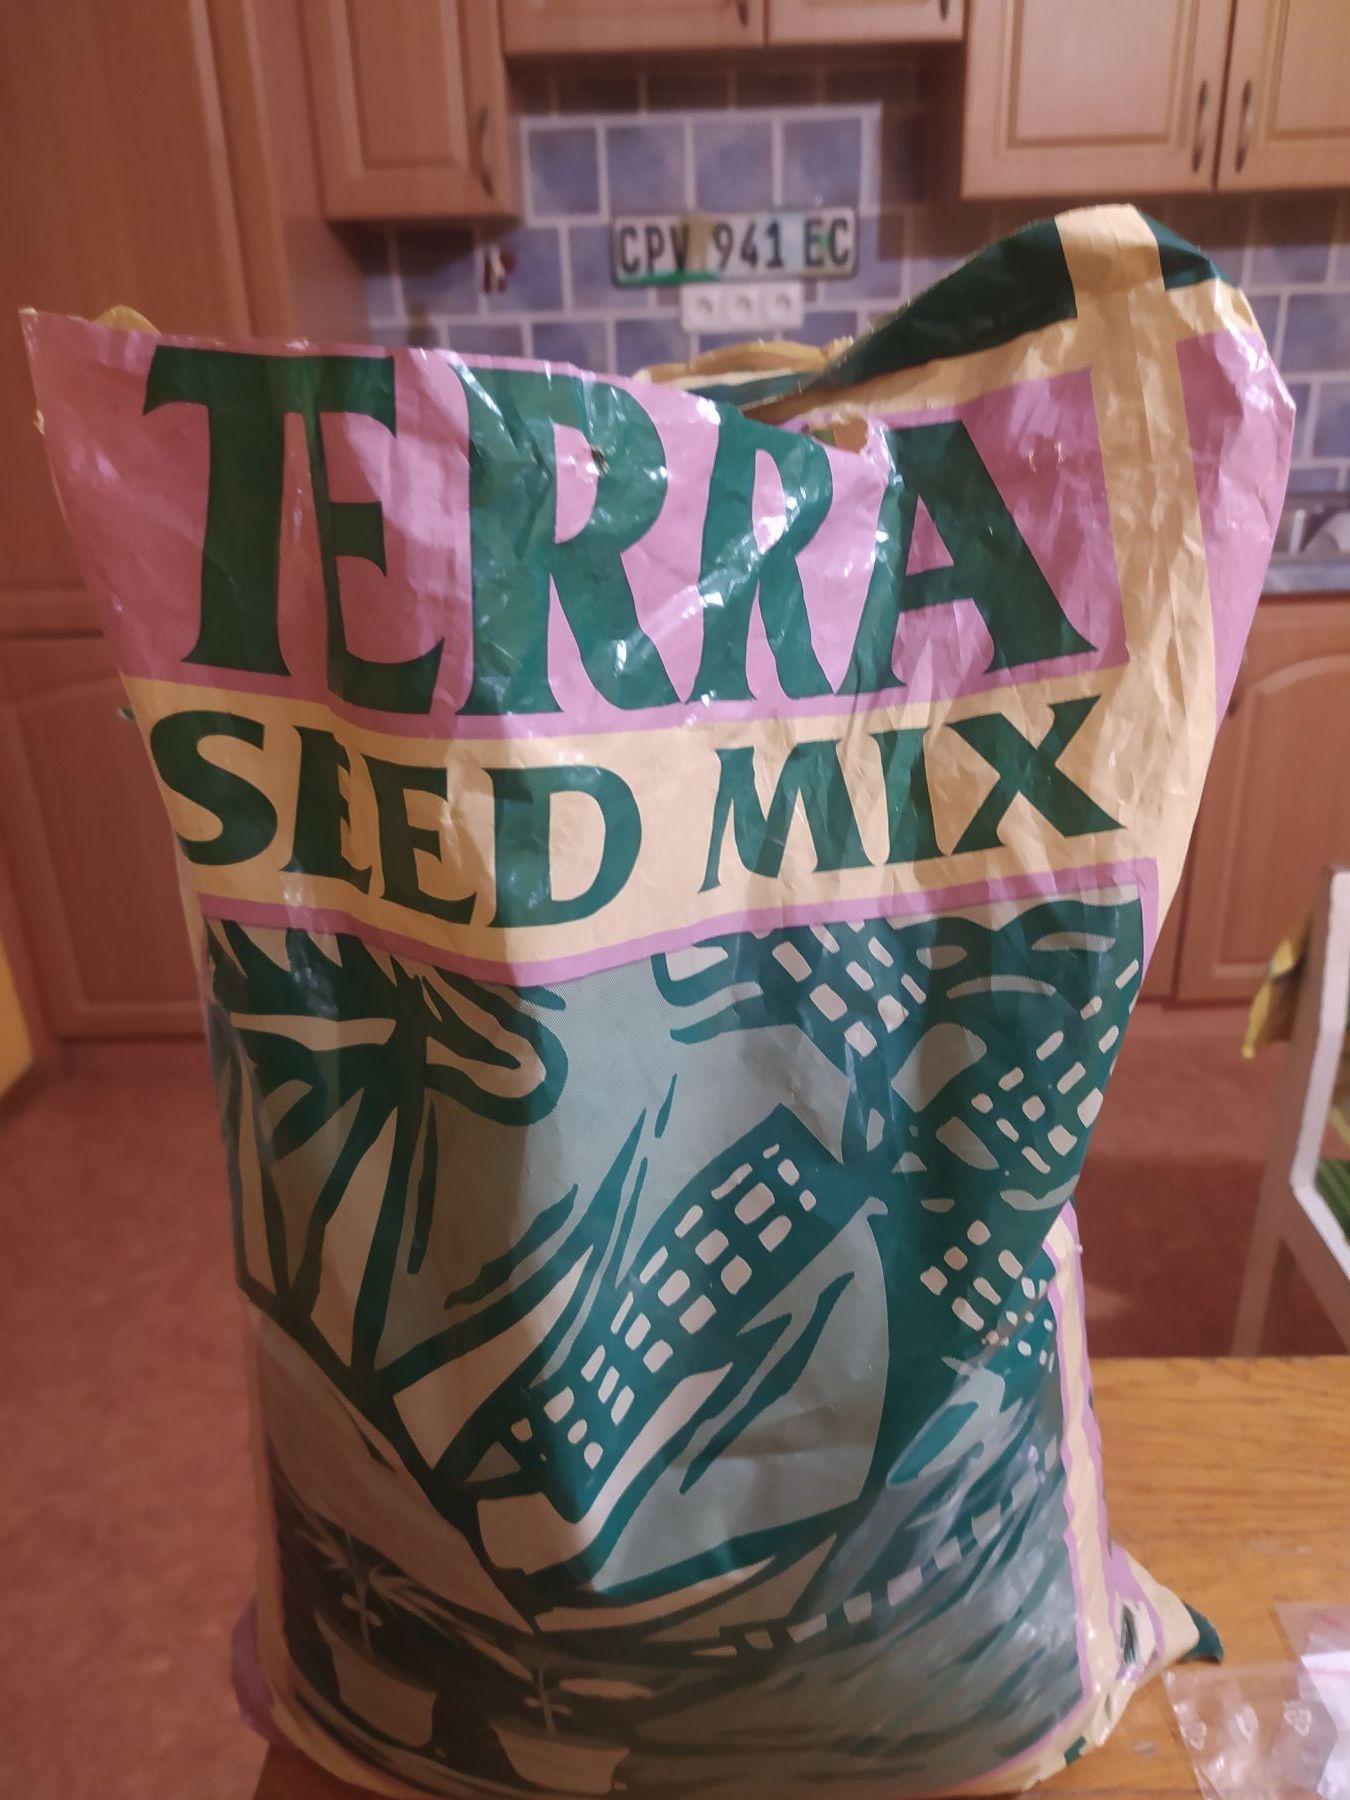 CPV 941 EC
TERRA
SEED MIX